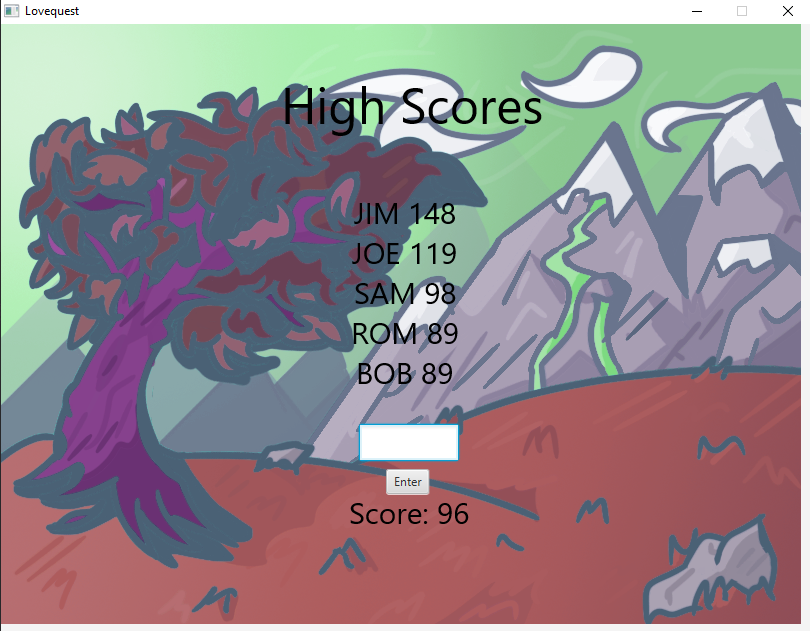 Lovequest
High Scores
JIM 148
JOE 119
SAM 98
ROM 89
BOB 89
Enter
Score: 96